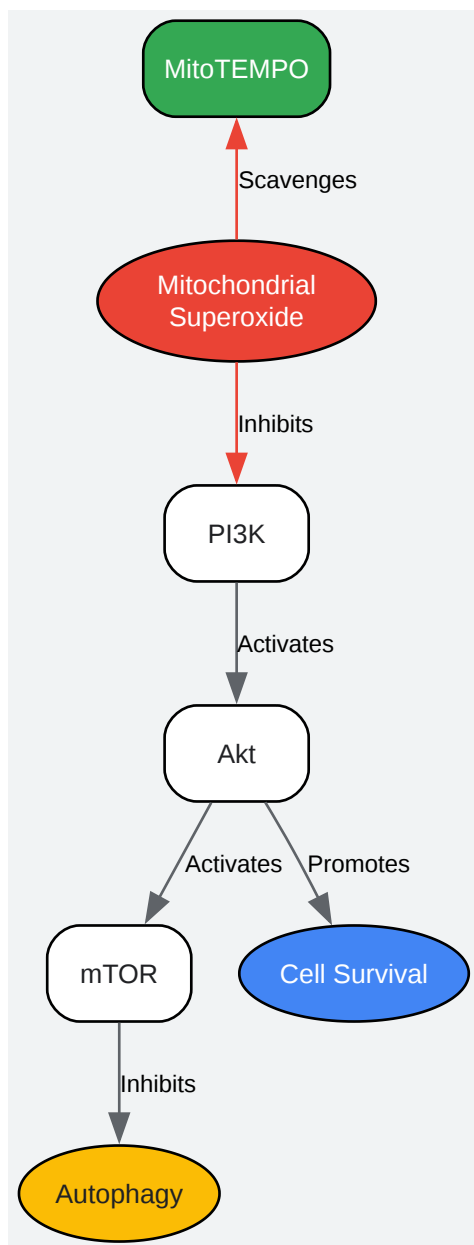 MitoTEMPO
Scavenges
Mitochondrial
Superoxide
Inhibits
PI3K
Activates
Akt
Activates
Promotes
mTOR
Cell Survival
Inhibits
Autophagy